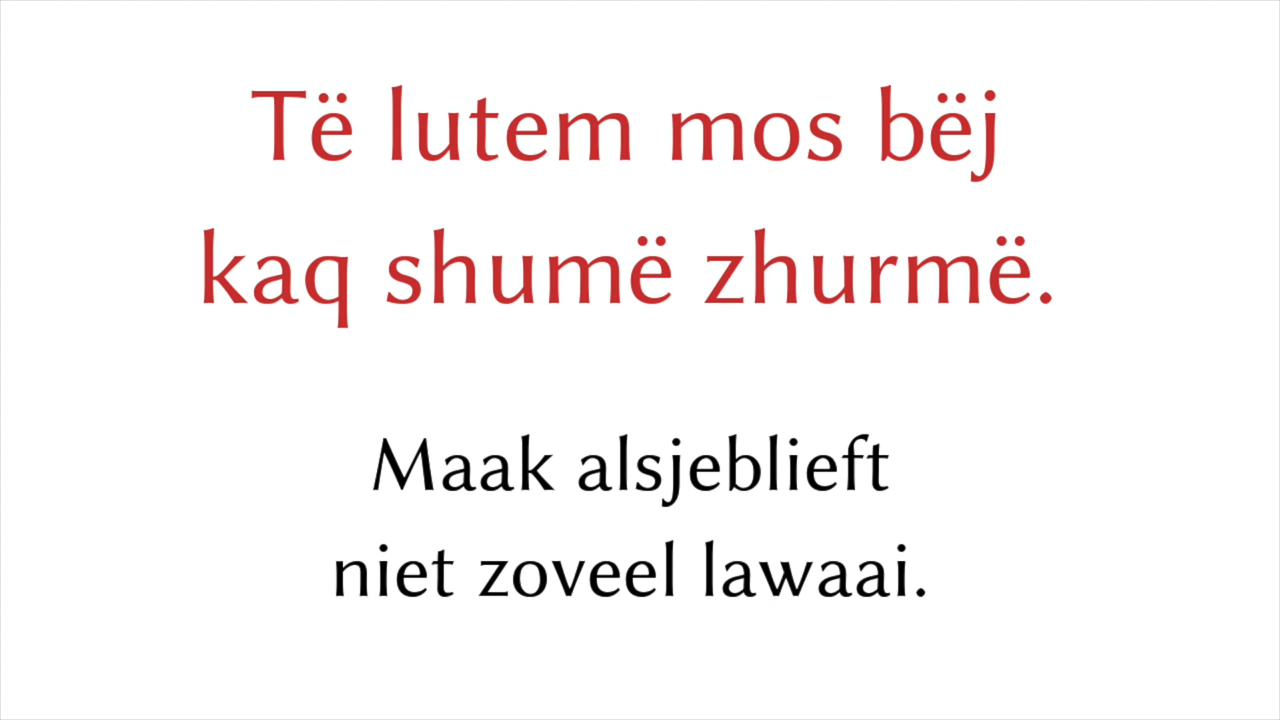 Të lutem mos bëj
kaq shumë zhurmë.
Maak alsjeblieft
niet zoveel lawaai.